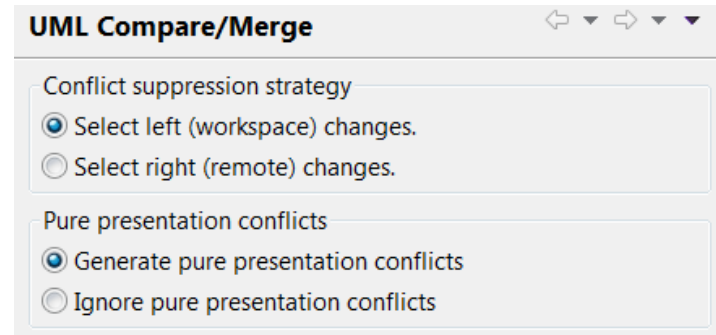 UML Compare/Merge
Conflict suppression strategy
Select left (workspace) changes.
Select right (remote) changes.
Pure presentation conflicts
Generate pure presentation conflicts
Ignore pure presentation conflicts